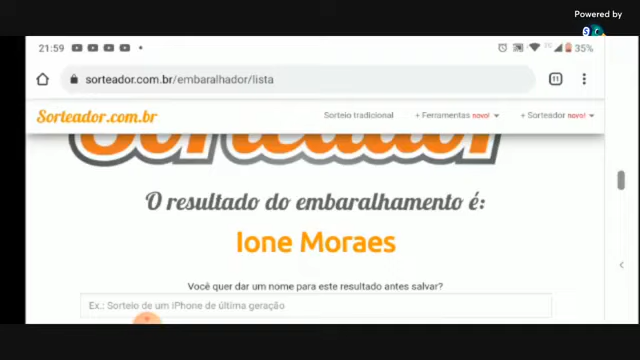 Powered by
21:59
35%
sorteador.com.br/embaralhador/lista
11
Sorteador.com.br
Sorteio tradicional
+ Ferramentas novo!
+ Sorteador novo!
Sorteador
O resultado do embaralhamento é:
Ione Moraes
Você quer dar um nome para este resultado antes salvar?
Ex.: Sorteio de um iPhone de última geração